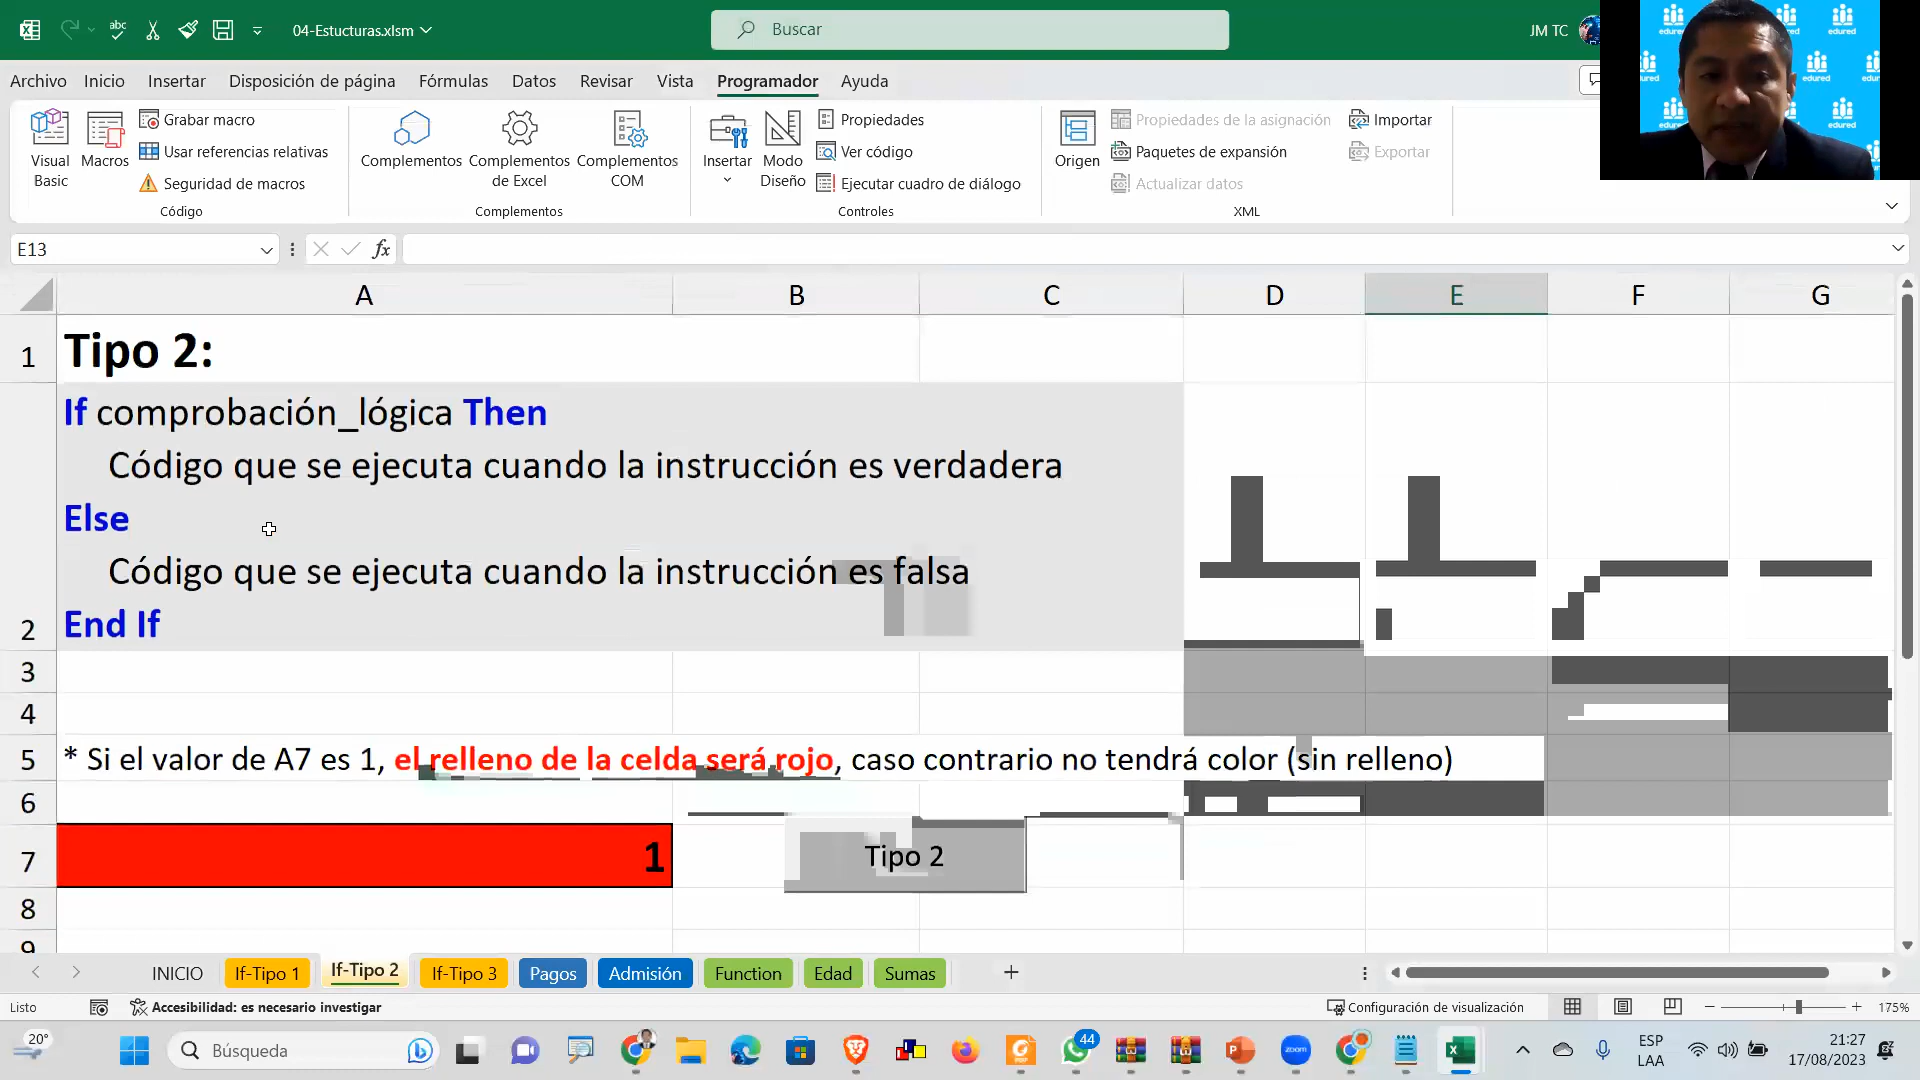 04-Estucturas.xlsm
Buscar
JM TC
Archivo Inicio Insertar Disposición de página Fórmulas Datos Revisar Vista Programador Ayuda
Visual Basic
Macros
Grabar macro
Usar referencias relativas
Seguridad de macros
Código
Complementos
Complementos de Excel
Complementos COM
Complementos
Insertar
Modo Diseño
Propiedades
Ver código
Ejecutar cuadro de diálogo
Controles
Origen
Propiedades de la asignación
Paquetes de expansión
Actualizar datos
Importar
Exportar
XML
edured
E13
fx
A B C D E F G
1 Tipo 2:
If comprobación_lógica Then
Código que se ejecuta cuando la instrucción es verdadera
Else
Código que se ejecuta cuando la instrucción es falsa
2 End If
3
4
5 * Si el valor de A7 es 1, el relleno de la celda será rojo, caso contrario no tendrá color (sin relleno)
6
7 1 Tipo 2
8
9
INICIO If-Tipo 1 If-Tipo 2 If-Tipo 3 Pagos Admisión Function Edad Sumas
Listo Accesibilidad: es necesario investigar Configuración de visualización 175%
20° Búsqueda 44 zoom ESP LAA 21:27 17/08/2023